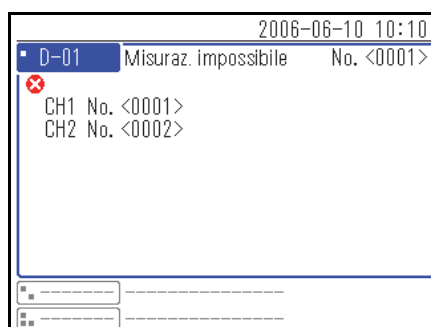 2006-06-10 10:10
D-01 Misuraz. impossibile No. <0001>
CH1 No. <0001>
CH2 No. <0002>
------- ---------------
------- ---------------